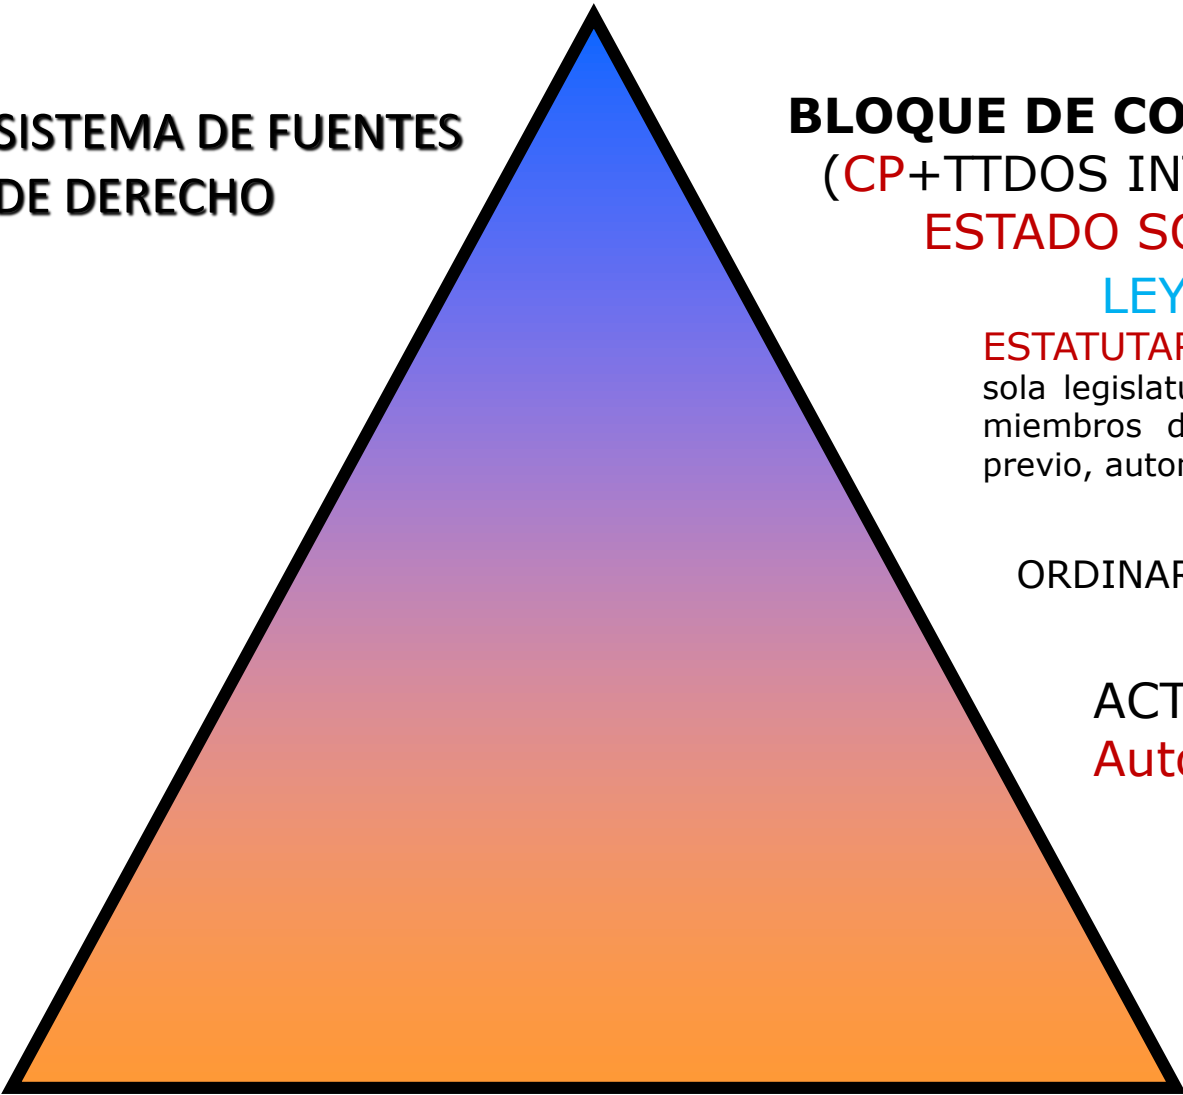 SISTEMA DE FUENTES
DE DERECHO
BLOQUE DE CO
(CP+TTDOS IN
ESTADO SO
LEY
ESTATUTAR
sola legislatu
miembros d
previo, autor
ORDINAR
ACT
Auto